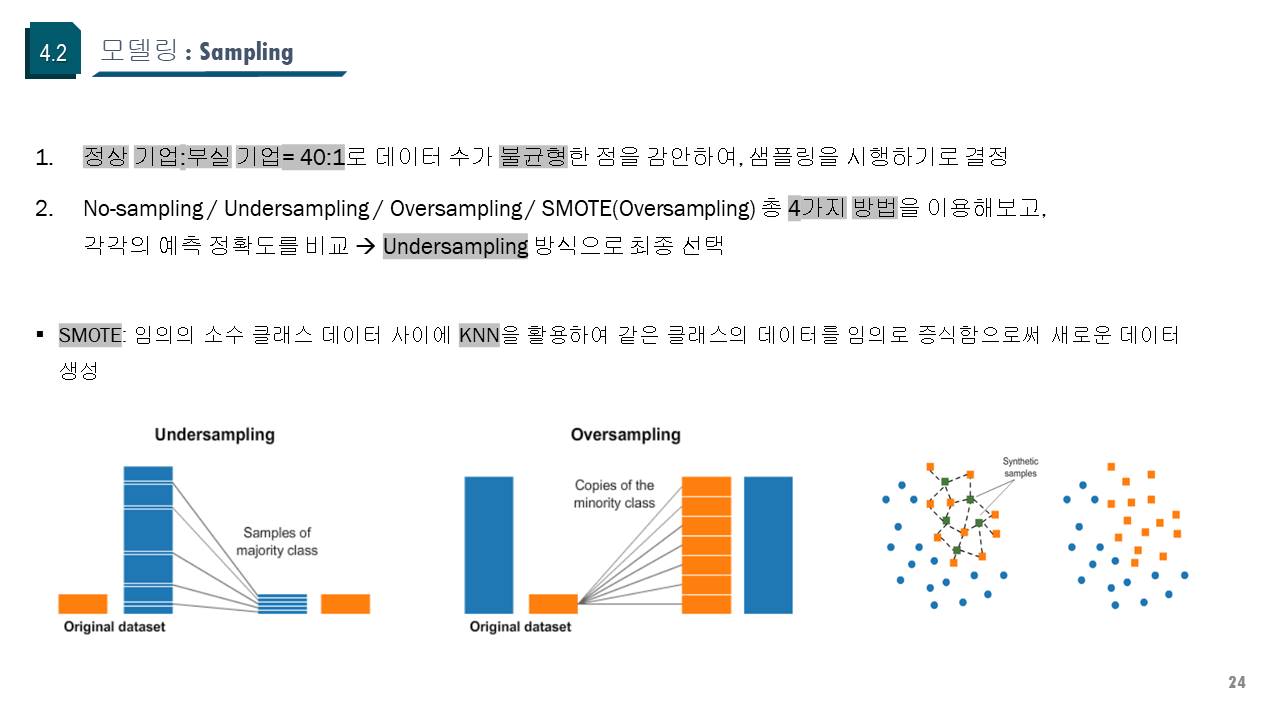 4.2
모델링 : Sampling
1. 정상 기업:부실 기업= 40:1로 데이터 수가 불균형한 점을 감안하여, 샘플링을 시행하기로 결정
2. No-sampling / Undersampling / Oversampling / SMOTE(Oversampling) 총 4가지 방법을 이용해보고,
각각의 예측 정확도를 비교 → Undersampling 방식으로 최종 선택
▪ SMOTE: 임의의 소수 클래스 데이터 사이에 KNN을 활용하여 같은 클래스의 데이터를 임의로 증식함으로써 새로운 데이터
생성
Undersampling
Samples of
majority class
Original dataset
Oversampling
Copies of the
minority class
Original dataset
Synthetic
samples
24